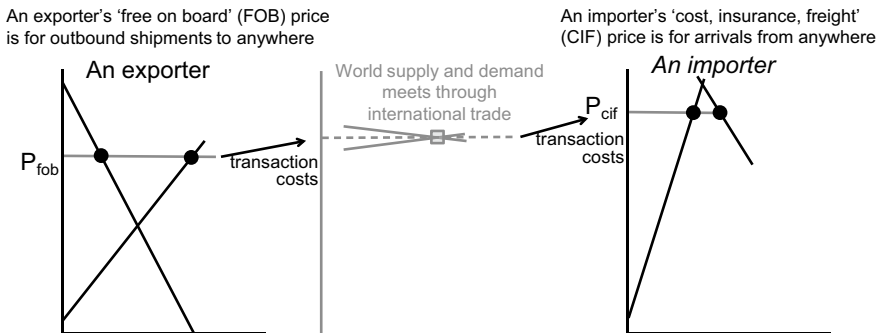 An exporter's 'free on board' (FOB) price
is for outbound shipments to anywhere
An exporter
P_fob
transaction
costs
World supply and demand
meets through
international trade
An importer's 'cost, insurance, freight'
(CIF) price is for arrivals from anywhere
An importer
P_cif
transaction
costs